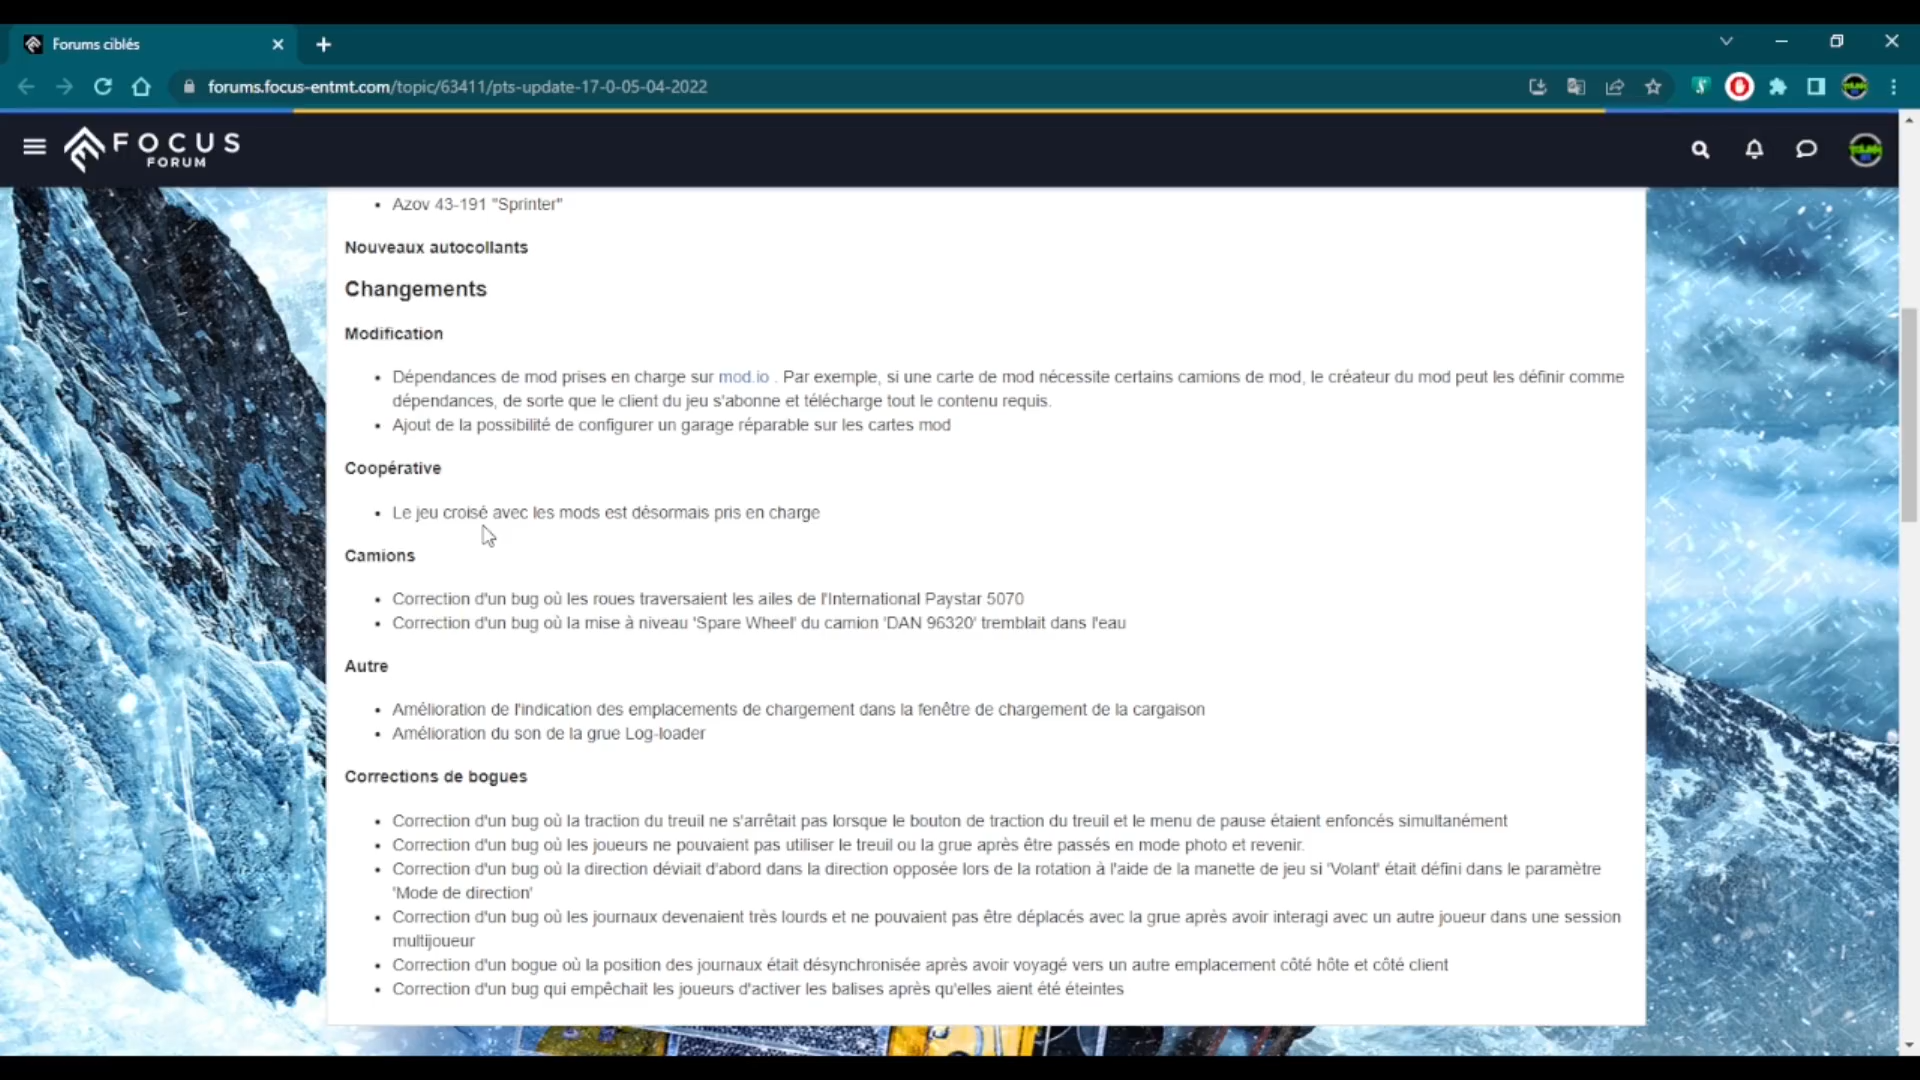 Forums ciblés
forums.focus-entmt.com/topic/63411/pts-update-17-0-05-04-2022
FOCUS
FORUM
Azov 43-191 "Sprinter"
Nouveaux autocollants
Changements
Modification
Dépendances de mod prises en charge sur mod.io . Par exemple, si une carte de mod nécessite certains camions de mod, le créateur du mod peut les définir comme
dépendances, de sorte que le client du jeu s'abonne et télécharge tout le contenu requis.
Ajout de la possibilité de configurer un garage réparable sur les cartes mod
Coopérative
Le jeu croisé avec les mods est désormais pris en charge
Camions
Correction d'un bug où les roues traversaient les ailes de l'International Paystar 5070
Correction d'un bug où la mise à niveau 'Spare Wheel' du camion 'DAN 96320' tremblait dans l'eau
Autre
Amélioration de l'indication des emplacements de chargement dans la fenêtre de chargement de la cargaison
Amélioration du son de la grue Log-loader
Corrections de bogues
Correction d'un bug où la traction du treuil ne s'arrêtait pas lorsque le bouton de traction du treuil et le menu de pause étaient enfoncés simultanément
Correction d'un bug où les joueurs ne pouvaient pas utiliser le treuil ou la grue après être passés en mode photo et revenir.
Correction d'un bug où la direction déviait d'abord dans la direction opposée lors de la rotation à l'aide de la manette de jeu si 'Volant' était défini dans le paramètre
'Mode de direction'
Correction d'un bug où les journaux devenaient très lourds et ne pouvaient pas être déplacés avec la grue après avoir interagi avec un autre joueur dans une session
multijoueur
Correction d'un bogue où la position des journaux était désynchronisée après avoir voyagé vers un autre emplacement côté hôte et côté client
Correction d'un bug qui empêchait les joueurs d'activer les balises après qu'elles aient été éteintes